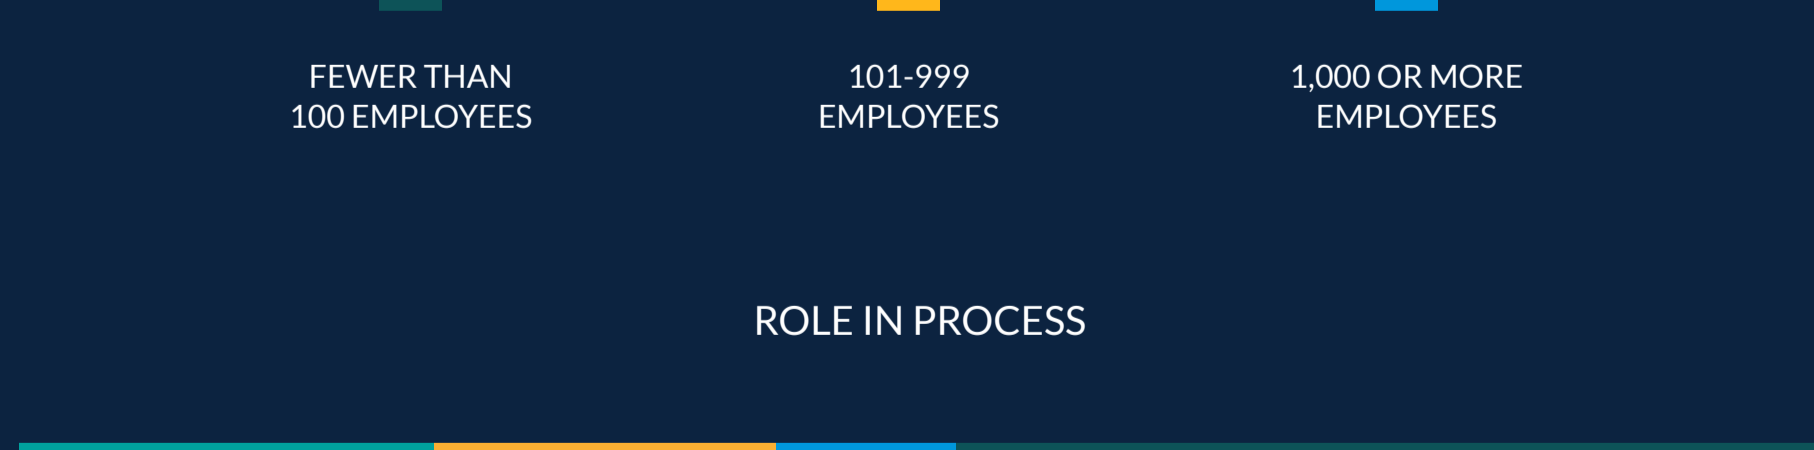 FEWER THAN
100 EMPLOYEES
101-999
EMPLOYEES
1,000 OR MORE
EMPLOYEES
ROLE IN PROCESS